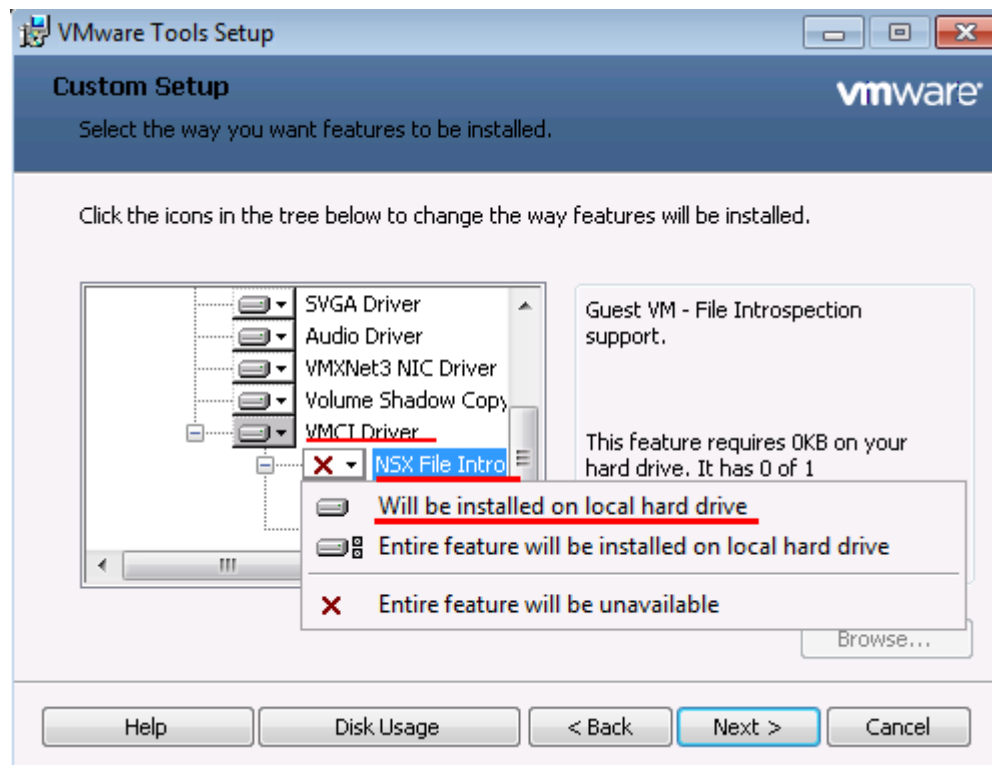 VMware Tools Setup
Custom Setup
vmware
Select the way you want features to be installed.
Click the icons in the tree below to change the way features will be installed.
SVGA Driver
Audio Driver
VMXNet3 NIC Driver
Volume Shadow Copy
VMCI Driver
NSX File Intro
Guest VM - File Introspection
support.
This feature requires 0KB on your
hard drive. It has 0 of 1
Will be installed on local hard drive
Entire feature will be installed on local hard drive
Entire feature will be unavailable
Browse...
Help
Disk Usage
< Back
Next >
Cancel